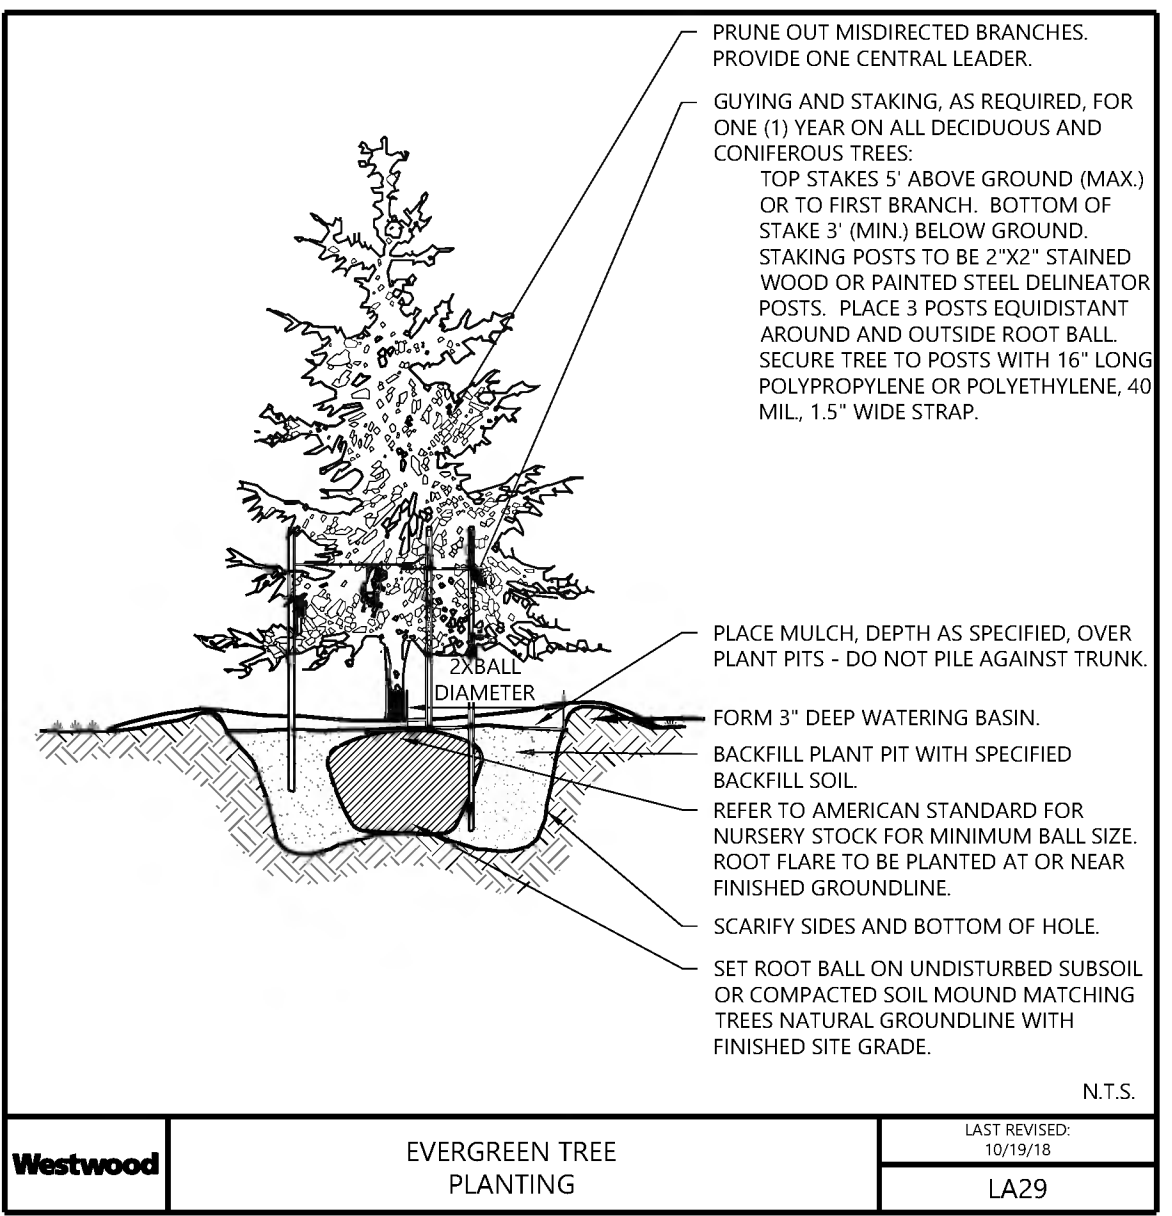 PRUNE OUT MISDIRECTED BRANCHES.
PROVIDE ONE CENTRAL LEADER.
GUYING AND STAKING, AS REQUIRED, FOR
ONE (1) YEAR ON ALL DECIDUOUS AND
CONIFEROUS TREES:
TOP STAKES 5' ABOVE GROUND (MAX.)
OR TO FIRST BRANCH. BOTTOM OF
STAKE 3' (MIN.) BELOW GROUND.
STAKING POSTS TO BE 2"X2" STAINED
WOOD OR PAINTED STEEL DELINEATOR
POSTS. PLACE 3 POSTS EQUIDISTANT
AROUND AND OUTSIDE ROOT BALL.
SECURE TREE TO POSTS WITH 16" LONG
POLYPROPYLENE OR POLYETHYLENE, 40
MIL., 1.5" WIDE STRAP.
PLACE MULCH, DEPTH AS SPECIFIED, OVER
PLANT PITS - DO NOT PILE AGAINST TRUNK.
2XBALL
DIAMETER
FORM 3" DEEP WATERING BASIN.
BACKFILL PLANT PIT WITH SPECIFIED
BACKFILL SOIL.
REFER TO AMERICAN STANDARD FOR
NURSERY STOCK FOR MINIMUM BALL SIZE.
ROOT FLARE TO BE PLANTED AT OR NEAR
FINISHED GROUNDLINE.
SCARIFY SIDES AND BOTTOM OF HOLE.
SET ROOT BALL ON UNDISTURBED SUBSOIL
OR COMPACTED SOIL MOUND MATCHING
TREES NATURAL GROUNDLINE WITH
FINISHED SITE GRADE.
N.T.S.
Westwood
EVERGREEN TREE
PLANTING
LAST REVISED:
10/19/18
LA29